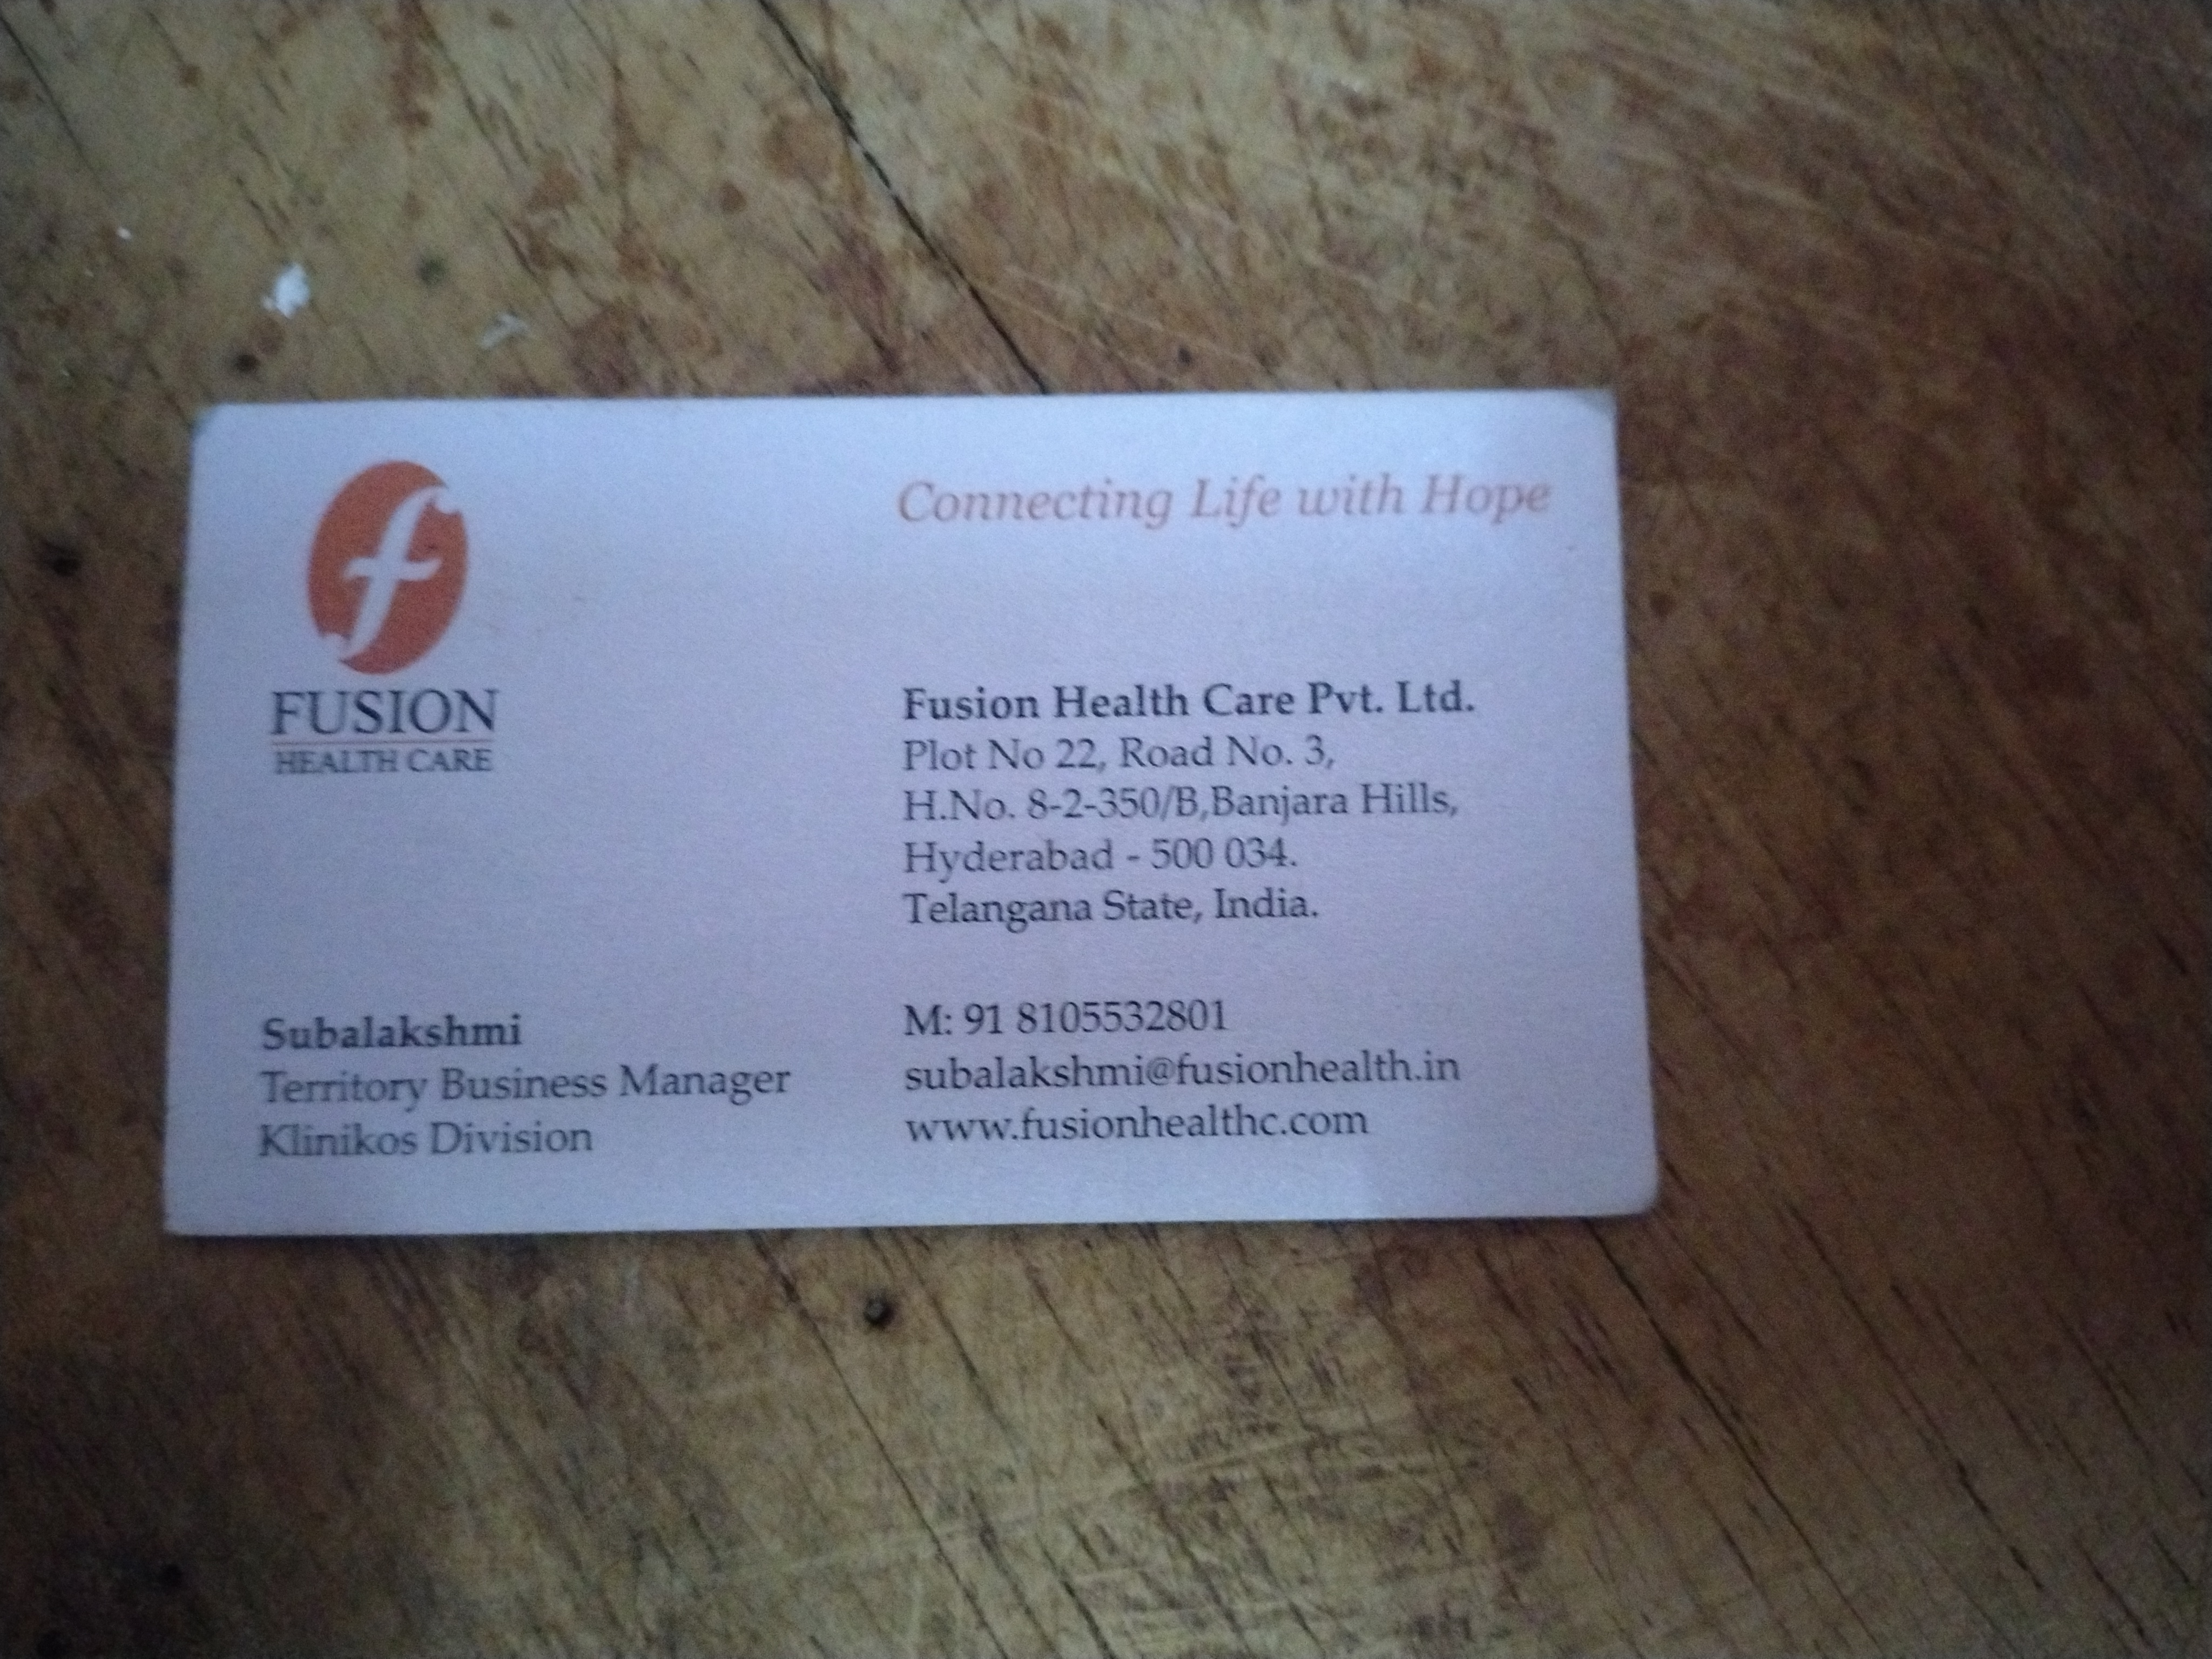 FUSION
HEALTH CARE
Connecting Life with Hope
Fusion Health Care Pvt. Ltd.
Plot No 22, Road No. 3,
H.No. 8-2-350/B,Banjara Hills,
Hyderabad - 500 034.
Telangana State, India.
Subalakshmi
Territory Business Manager
Klinikos Division
M: 91 8105532801
subalakshmi@fusionhealth.in
www.fusionhealthc.com